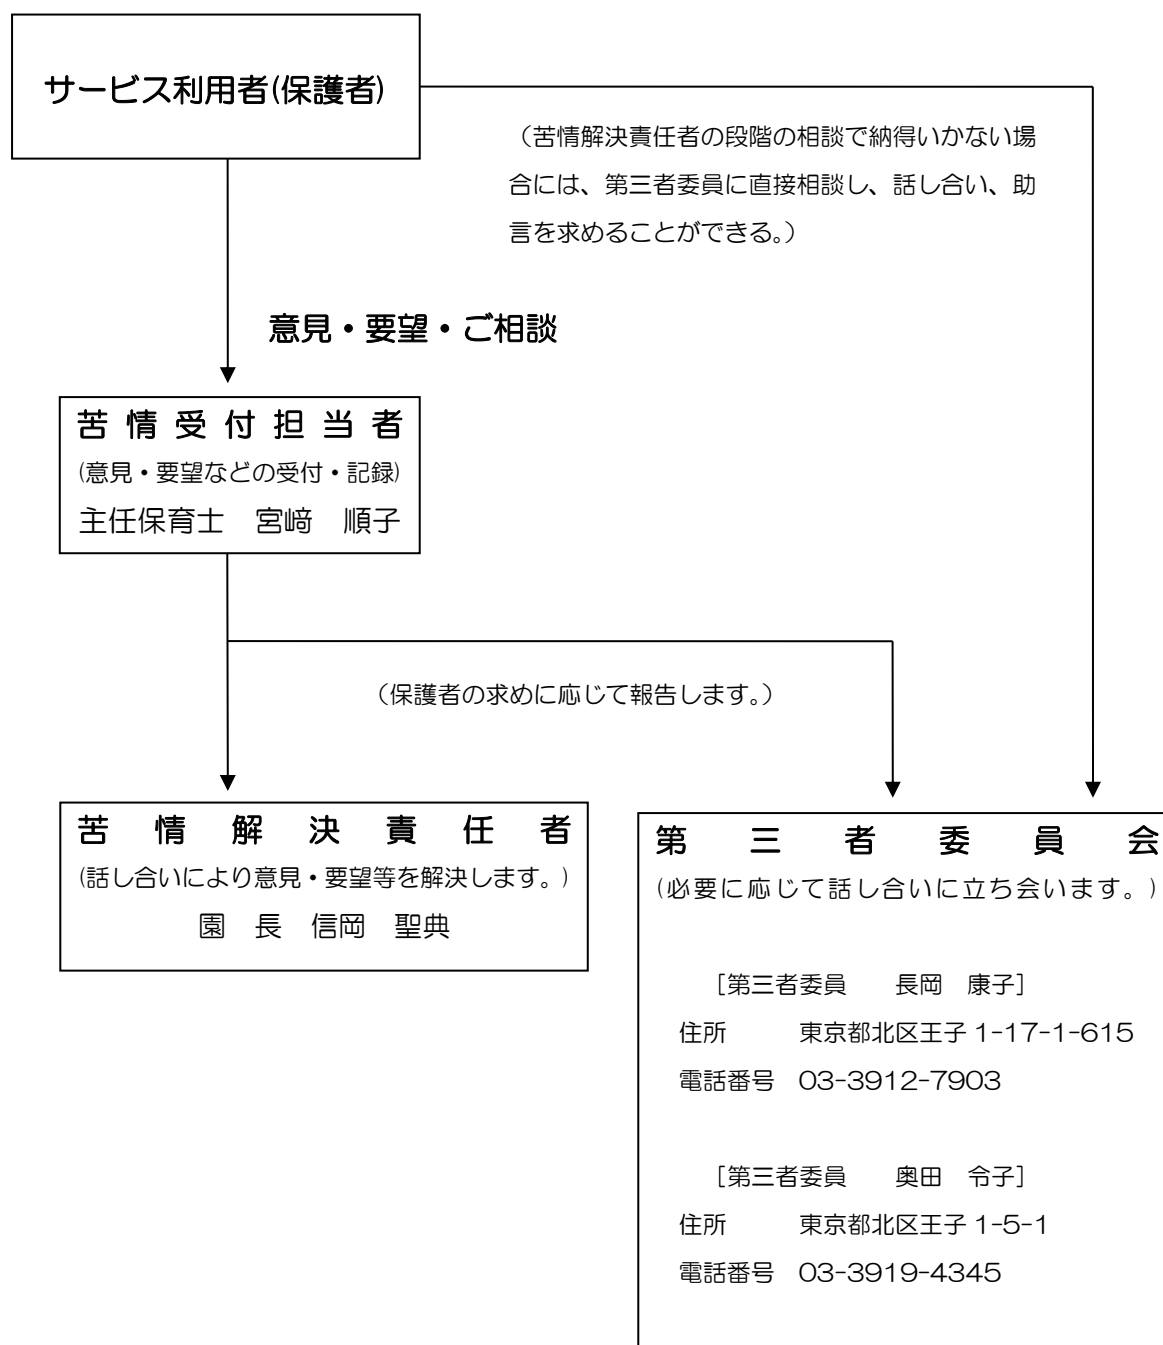 サービス利用者(保護者)
（苦情解決責任者の段階の相談で納得いかない場
合には、第三者委員に直接相談し、話し合い、助
言を求めることができる。）
意見・要望・ご相談
苦情受付担当者
(意見・要望などの受付・記録)
主任保育士　宮﨑　順子
（保護者の求めに応じて報告します。）
苦情解決責任者
(話し合いにより意見・要望等を解決します。)
園　長　信岡　聖典
第三者委員会
(必要に応じて話し合いに立ち会います。)
［第三者委員　　長岡　康子］
住所　　　東京都北区王子 1-17-1-615
電話番号　03-3912-7903
［第三者委員　　奥田　令子］
住所　　　東京都北区王子 1-5-1
電話番号　03-3919-4345